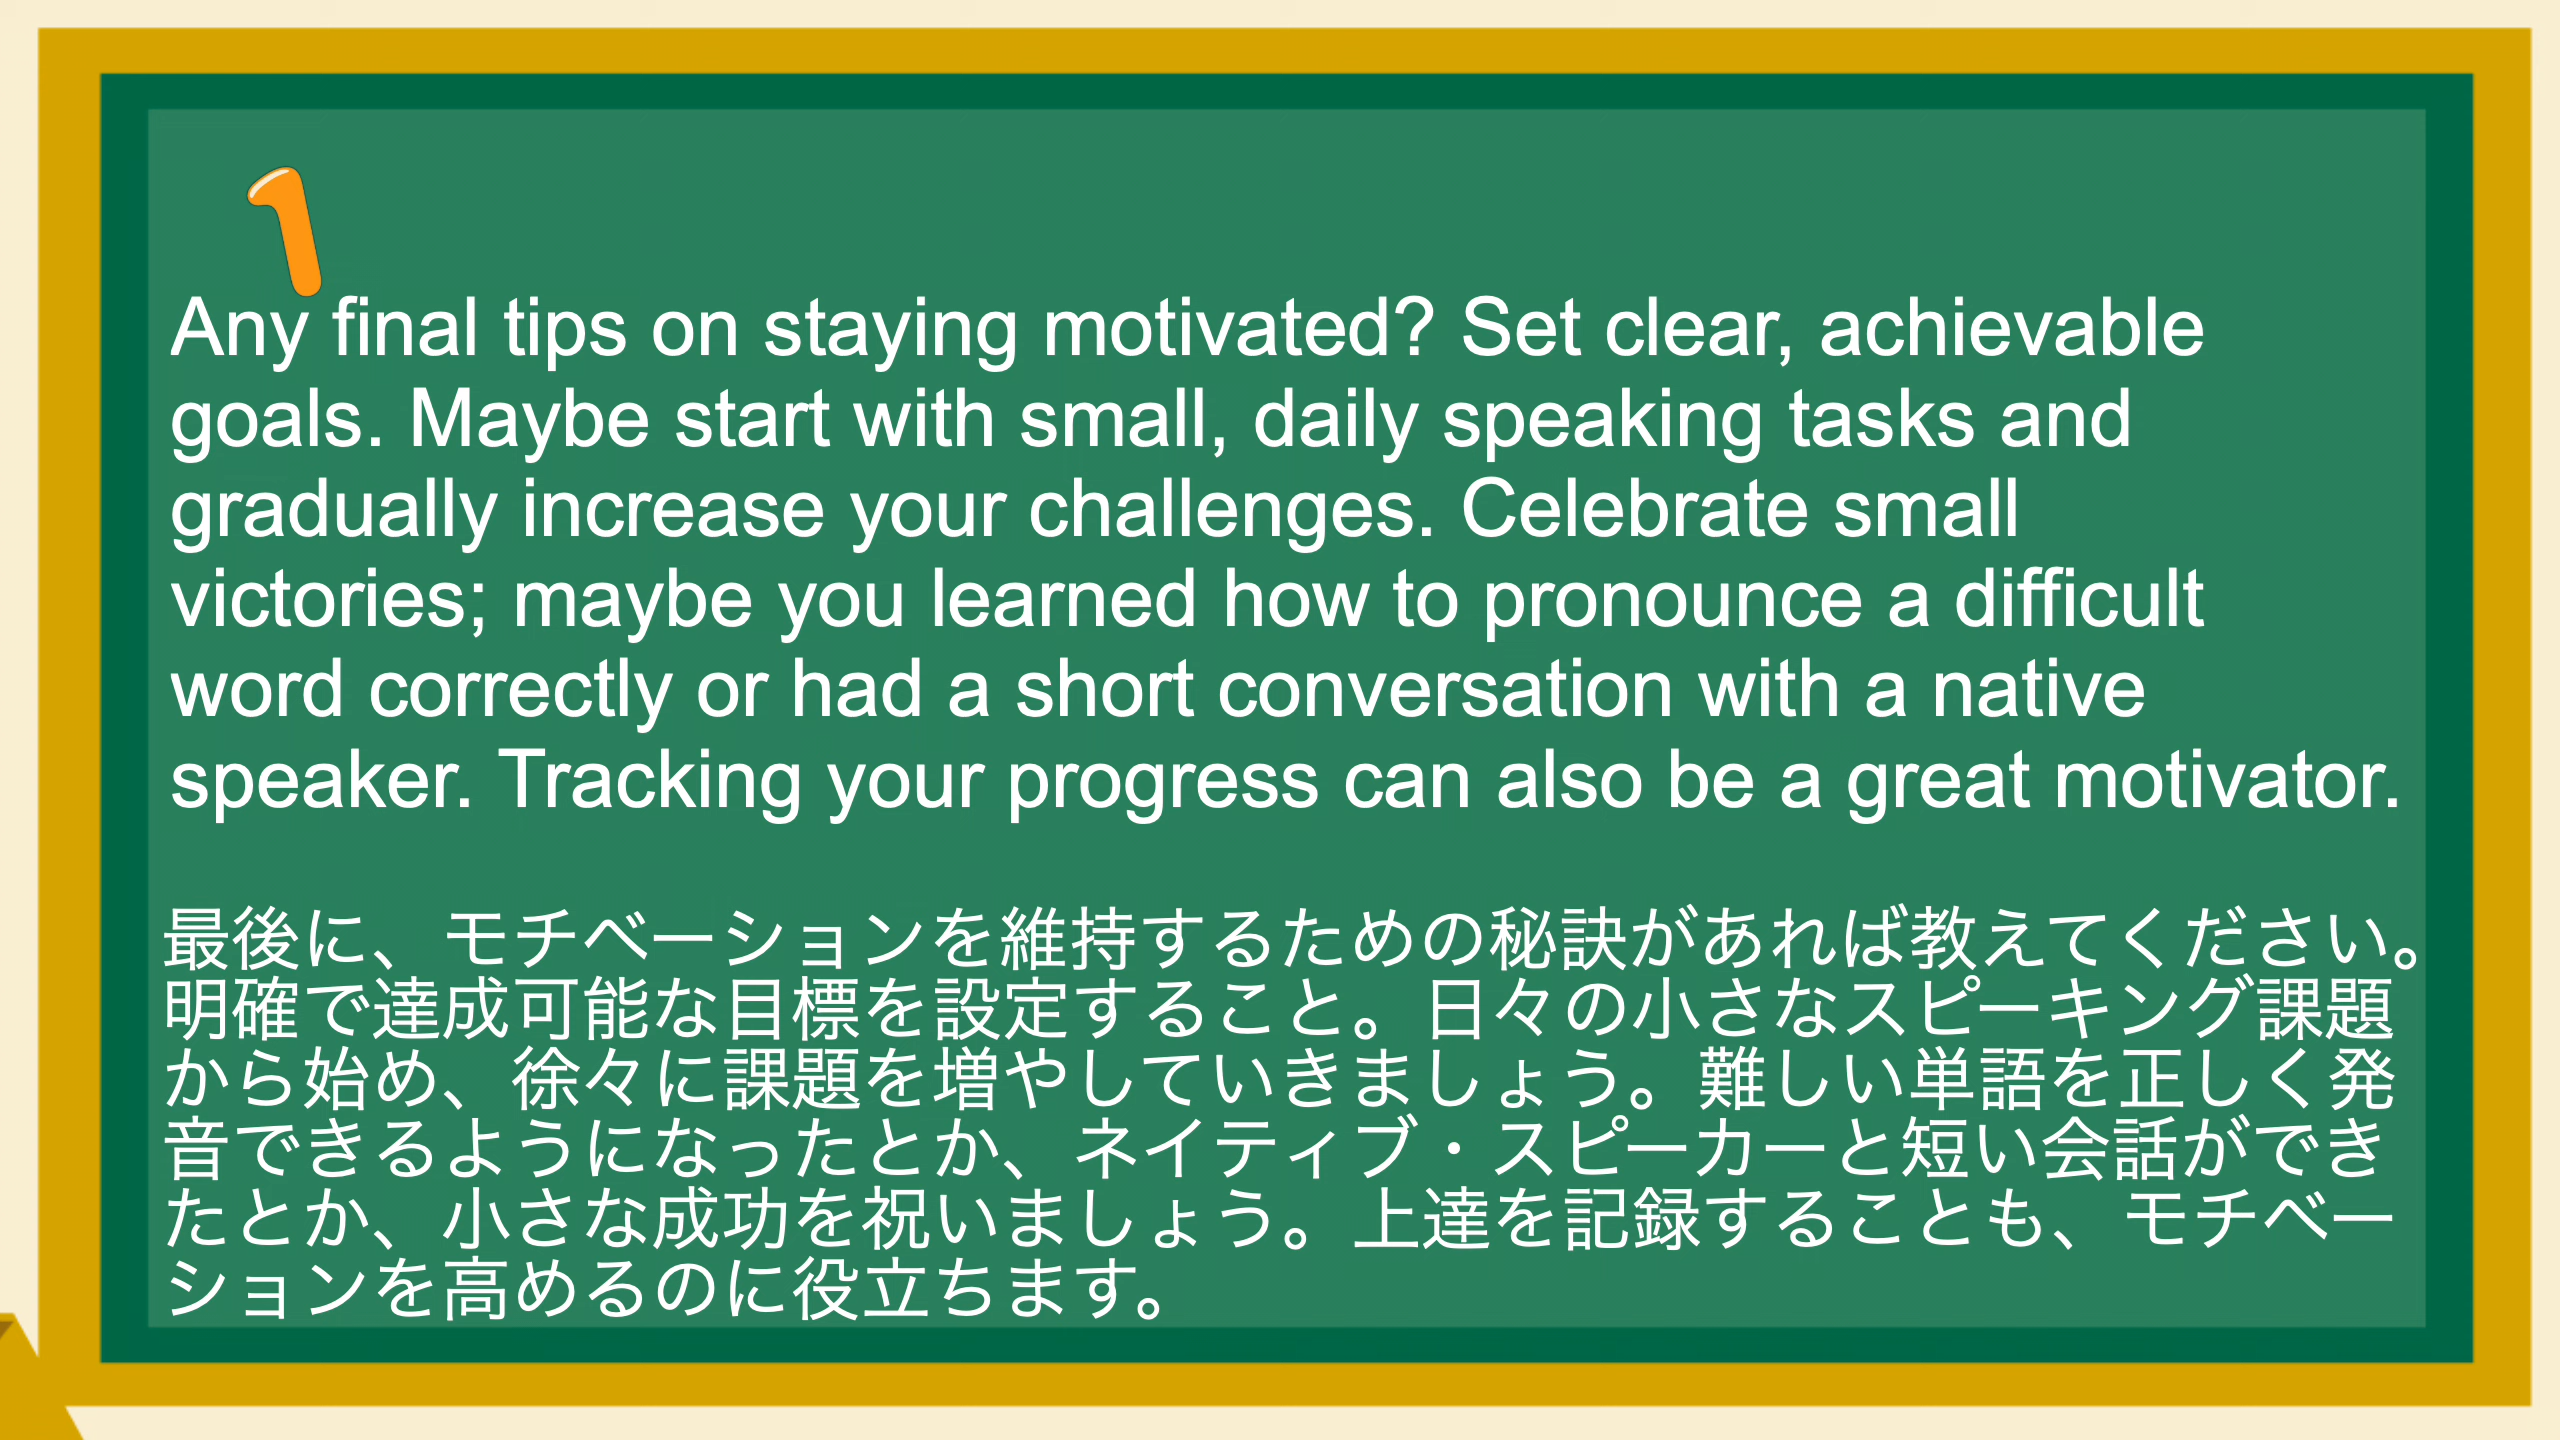 1
Any final tips on staying motivated? Set clear, achievable
goals. Maybe start with small, daily speaking tasks and
gradually increase your challenges. Celebrate small
victories; maybe you learned how to pronounce a difficult
word correctly or had a short conversation with a native
speaker. Tracking your progress can also be a great motivator.
最後に、モチベーションを維持するための秘訣があれば教えてください。
明確で達成可能な目標を設定すること。日々の小さなスピーキング課題
から始め、徐々に課題を増やしていきましょう。難しい単語を正しく発
音できるようになったとか、ネイティブ・スピーカーと短い会話ができ
たとか、小さな成功を祝いましょう。上達を記録することも、モチベー
ションを高めるのに役立ちます。